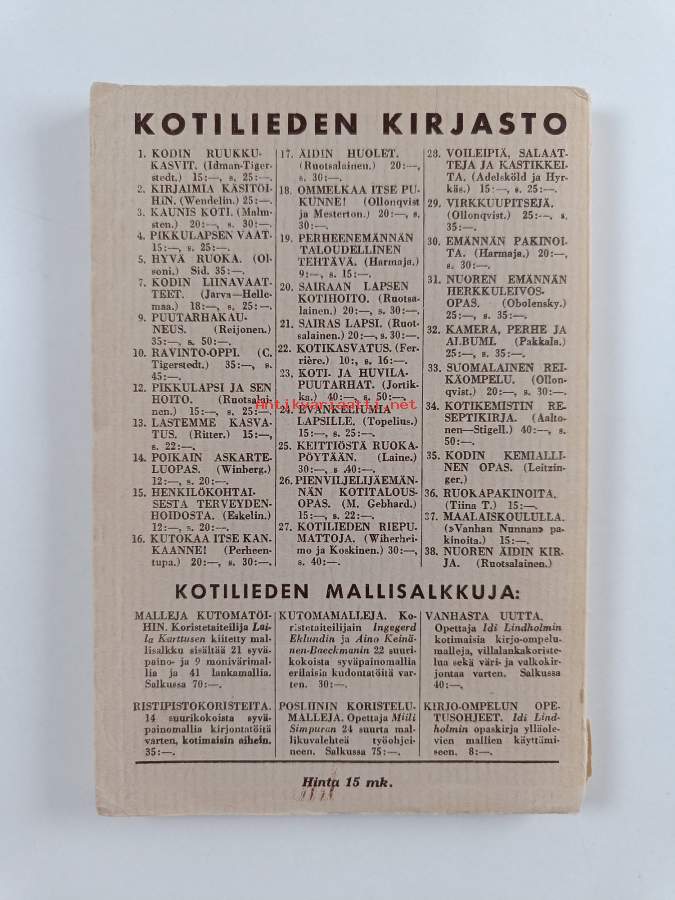 KOTILIEDEN KIRJASTO
1. KODIN RUUKKU-
KASVIT. (Idman-Tiger-
stedt.) 15:—, s. 25:—.
2. KIRJAIMIA KÄSITÖI-
HIN. (Wendelin.) 25:—.
3. KAUNIS KOTI. (Malm-
sten.) 20:—, s. 30:—.
4. PIKKULAPSEN VAAT-
15:—, s. 25:—.
5. HYVÄ RUOKA. (Ol-
soni.) Sid. 35:—.
7. KODIN LIINAVAAT-
TEET. (Jarva—Helle-
maa.) 18:—, s. 25:—.
9. PUUTARHAKAU-
NEUS. (Reijonen.)
35:—, s. 50:—.
10. RAVINTO-OPPI. (C.
Tigerstedt.) 35:—, s.
45:—.
12. PIKKULAPSI JA SEN
HOITO. (Ruotsalai-
nen.) 15:—, s. 25:—.
13. LASTEMME KASVA-
TUS. (Ritter.) 15:—,
s. 22:—.
14. POIKAIN ASKARTE-
LUOPAS. (Winberg.)
12:—, s. 20:—.
15. HENKILÖKOHTAI-
SESTA TERVEYDEN-
HOIDOSTA. (Eskelin.)
12:—, s. 20:—.
16. KUTOKAA ITSE KAN-
KAANNE! (Perheen-
tupa.) 20:—, s. 30:—.
17. ÄIDIN HUOLET.
(Ruotsalainen.) 20:—,
s. 30:—.
18. OMMELKAA ITSE PU-
KUNNE! (Ollonqvist
ja Mesterton.) 20:—, s.
30:—.
19. PERHEENEMÄNNÄN
TALOUDELLINEN
TEHTÄVÄ. (Harmaja.)
9:—, s. 15:—.
20. SAIRAAN LAPSEN
KOTIHOITO. (Ruotsa-
lainen.) 20:—, s. 30:—.
21. SAIRAS LAPSI. (Ruot-
salainen.) 20:—, s. 30:—.
22. KOTIKASVATUS. (Fer-
rière.) 10:, s. 16:—.
23. KOTI- JA HUVILA-
PUUTARHAT. (Jortik-
ka.) 40:—, s. 50:—.
Antikvariaatti.net
24. EVANKELIUMIA
LAPSILLE. (Topelius.)
15:—, s. 25:—.
25. KEITTIÖSTÄ RUOKA-
PÖYTÄÄN. (Laine.)
30:—, s. 40:—.
26. PIENVILJELIJÄEMÄN-
NÄN KOTITALOUS-
OPAS. (M. Gebhard.)
15:—, s. 22:—.
27. KOTILIEDEN RIEPU-
MATTOJA. (Wiherhei-
mo ja Koskinen.) 30:—,
s. 40:—.
28. VOILEIPIÄ, SALAAT-
TEJA JA KASTIKKEI-
TA. (Adelsköld ja Hyr-
käs.) 15:—, s. 25:—.
29. VIRKKUUPITSEJÄ.
(Ollonqvist.) 25:—, s.
35:—.
30. EMÄNNÄN PAKINOI-
TA. (Harmaja.) 20:—,
s. 30:—.
31. NUOREN EMÄNNÄN
HERKKULEIVOS-
OPAS. (Obolensky.)
25:—, s. 35:—.
32. KAMERA, PERHE JA
ALBUMI. (Pakkala.)
25:—, s. 35:—.
33. SUOMALAINEN REI-
KÄOMPELU. (Ollon-
qvist.) 20:—, s. 30:—.
34. KOTIKEMISTIN RE-
SEPTIKIRJA. (Aalto-
nen—Stigell.) 40:—, s.
50:—.
35. KODIN KEMIALLI-
NEN OPAS. (Leitzin-
ger.)
36. RUOKAPAKINOITA.
(Tiina T.) 15:—.
37. MAALAISKOULULLA.
(»Vanhan Nunnan» pa-
kinoita.) 15:—.
38. NUOREN ÄIDIN KIR-
JA. (Ruotsalainen.)
KOTILIEDEN MALLISALKKUJA:
MALLEJA KUTOMATÖI-
HIN. Koristetaiteilija Lai-
la Karttusen kiitetty mal-
lisalkku sisältää 21 syvä-
paino- ja 9 monivärimal-
lia ja 41 lankamallia.
Salkussa 70:—.
RISTIPISTOKORISTEITA.
14 suurikokoista syvä-
painomallia kirjontatöitä
varten, kotimaisin aihein.
35:—.
KUTOMAMALLEJA. Ko-
ristetaiteilijain Ingegerd
Eklundin ja Aino Keinä-
nen-Baeckmanin 22 suuri-
kokoista syväpainomallia
erilaisia kudontatöitä var-
ten. 30:—.
POSLIININ KORISTELU-
MALLEJA. Opettaja Miili
Simpuran 24 suurta mal-
likuvalehteä työohjei-
neen. Salkussa 75:—.
VANHASTA UUTTA.
Opettaja Idi Lindholmin
kotimaisia kirjo-ompelu-
malleja, villalankakoriste-
lua sekä väri- ja valkokir-
jontaa varten. Salkussa
40:—.
KIRJO-OMPELUN OPE-
TUSOHJEET. Idi Lind-
holmin opaskirja ylläole-
vien mallien käyttämi-
seen. 8:—.
Hinta 15 mk.